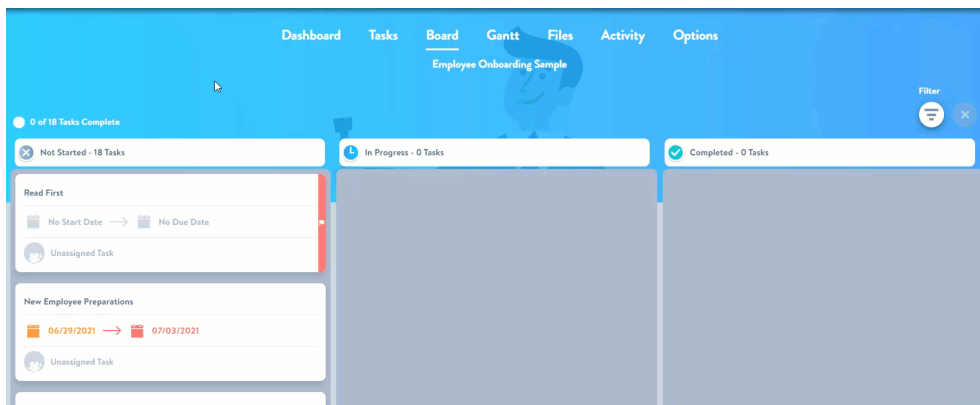 Dashboard Tasks Board Gantt Files Activity Options
Employee Onboarding Sample
Filter
0 of 18 Tasks Complete
Not Started - 18 Tasks
In Progress - 0 Tasks
Completed - 0 Tasks
Read First
No Start Date No Due Date
Unassigned Task
New Employee Preparations
06/29/2021 07/03/2021
Unassigned Task